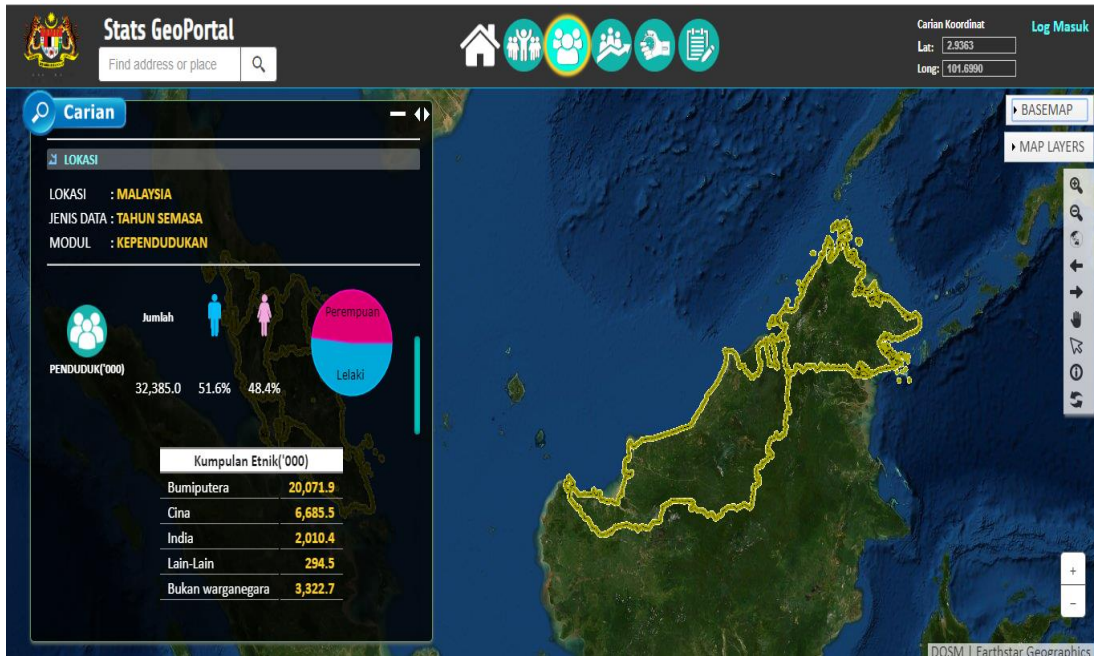 Stats GeoPortal
Find address or place
Carian Koordinat
Lat: 2.9363
Long: 101.6990
Log Masuk
Carian
BASEMAP
MAP LAYERS
LOKASI
LOKASI : MALAYSIA
JENIS DATA : TAHUN SEMASA
MODUL : KEPENDUDUKAN
Jumlah
Perempuan
Lelaki
PENDUDUK('000)
32,385.0 51.6% 48.4%
Kumpulan Etnik('000)
Bumiputera 20,071.9
Cina 6,685.5
India 2,010.4
Lain-Lain 294.5
Bukan warganegara 3,322.7
+
−
DOSM | Earthstar Geographics